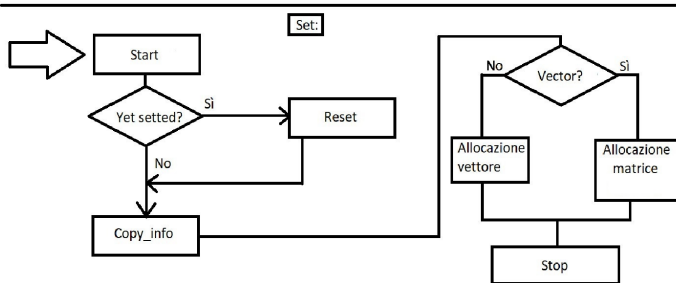 Set:
Start
Yet setted?
Sì
Reset
No
Copy_info
Vector?
No
Sì
Allocazione
vettore
Allocazione
matrice
Stop